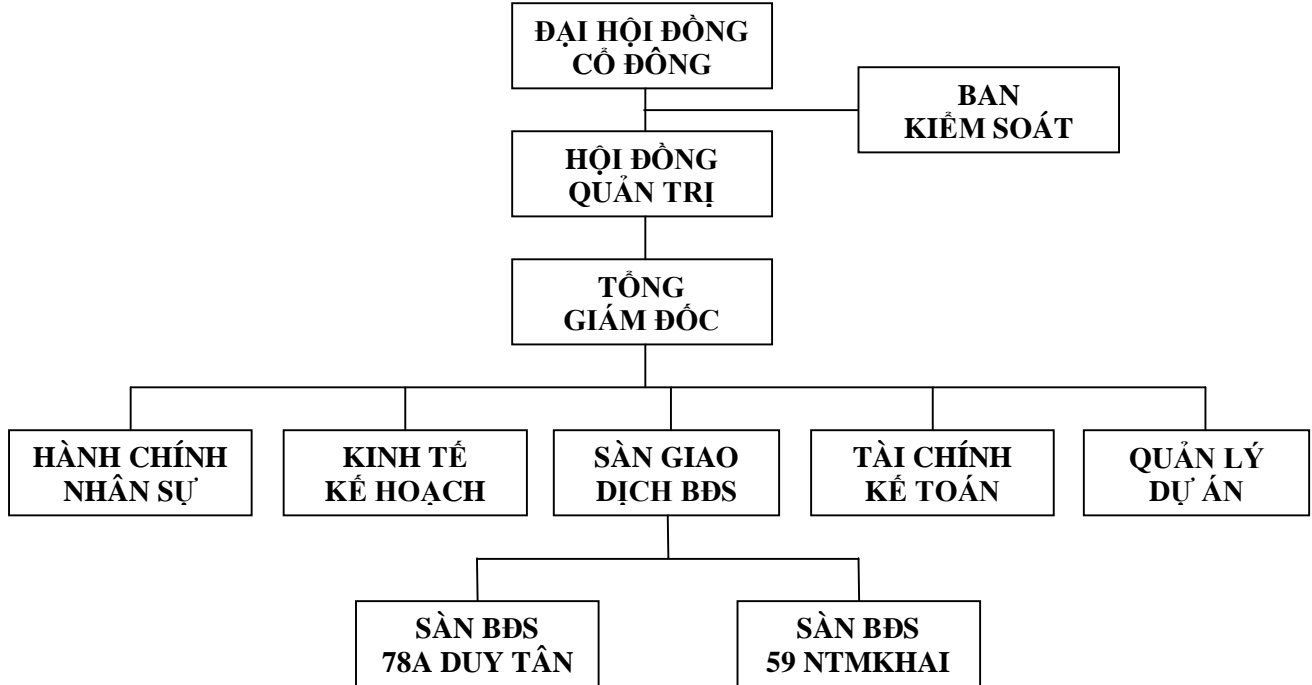 ĐẠI HỘI ĐỒNG
CỔ ĐÔNG
BAN
KIỂM SOÁT
HỘI ĐỒNG
QUẢN TRỊ
TỔNG
GIÁM ĐỐC
HÀNH CHÍNH
NHÂN SỰ
KINH TẾ
KẾ HOẠCH
SÀN GIAO
DỊCH BĐS
TÀI CHÍNH
KẾ TOÁN
QUẢN LÝ
DỰ ÁN
SÀN BĐS
78A DUY TÂN
SÀN BĐS
59 NTMKHAI